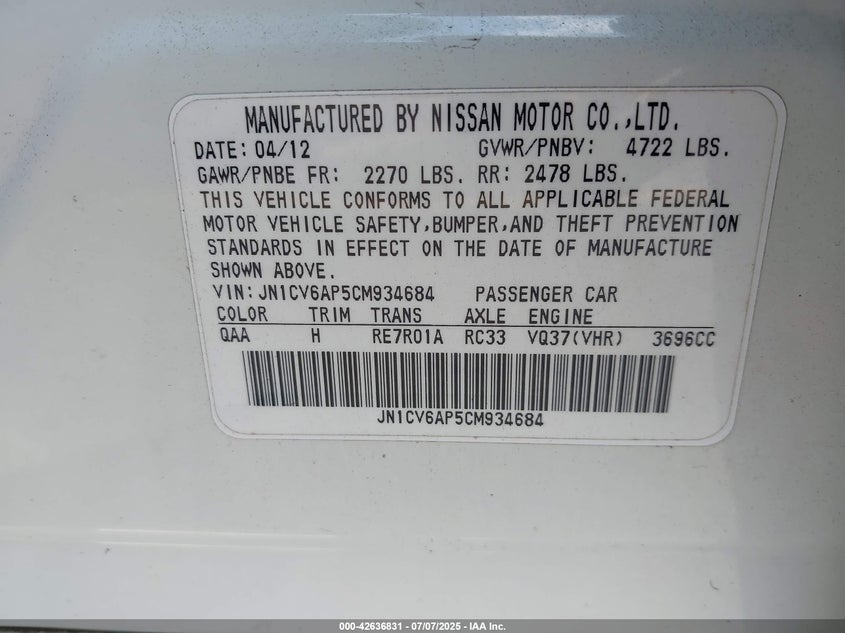 MANUFACTURED BY NISSAN MOTOR CO.,LTD.
DATE: 04/12 GVWR/PNBV: 4722 LBS.
GAWR/PNBE FR: 2270 LBS. RR: 2478 LBS.
THIS VEHICLE CONFORMS TO ALL APPLICABLE FEDERAL
MOTOR VEHICLE SAFETY,BUMPER,AND THEFT PREVENTION
STANDARDS IN EFFECT ON THE DATE OF MANUFACTURE
SHOWN ABOVE.
VIN: JN1CV6AP5CM934684 PASSENGER CAR
COLOR TRIM TRANS AXLE ENGINE
QAA H RE7R01A RC33 VQ37(VHR) 3696CC
JN1CV6AP5CM934684
000-42636831 - 07/07/2025 - IAA Inc.